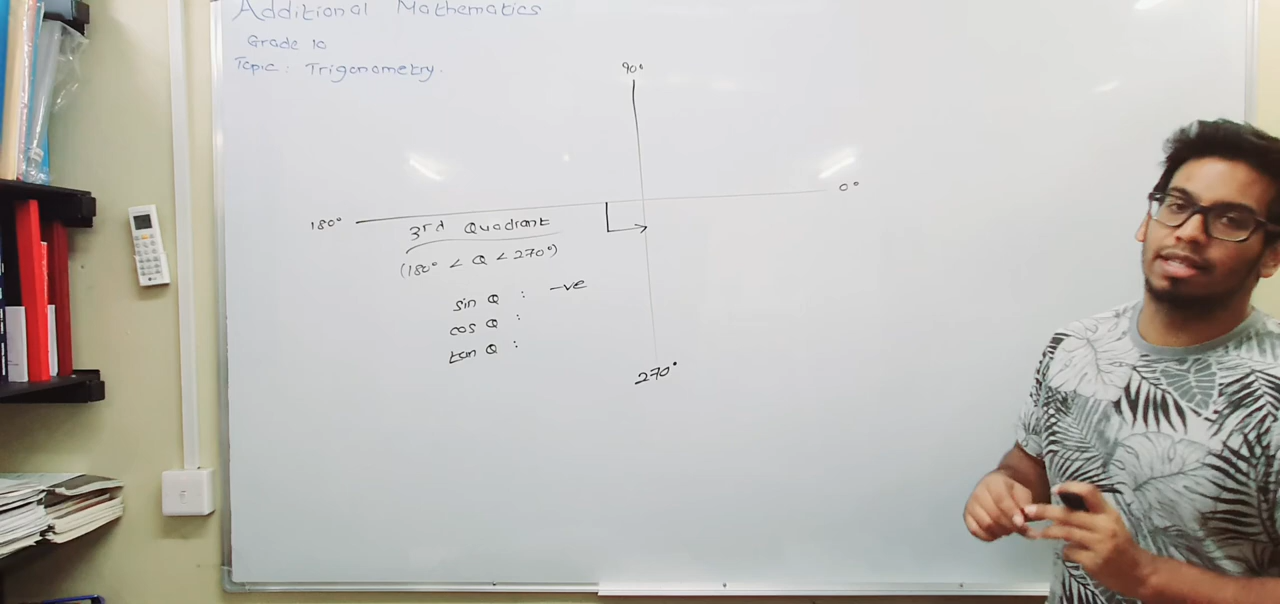 Additional Mathematics
Grade 10
Topic: Trigonometry.
90°
0°
180°
3rd Quadrant
(180° < Q < 270°)
sin Q : -ve
cos Q :
tan Q :
270°